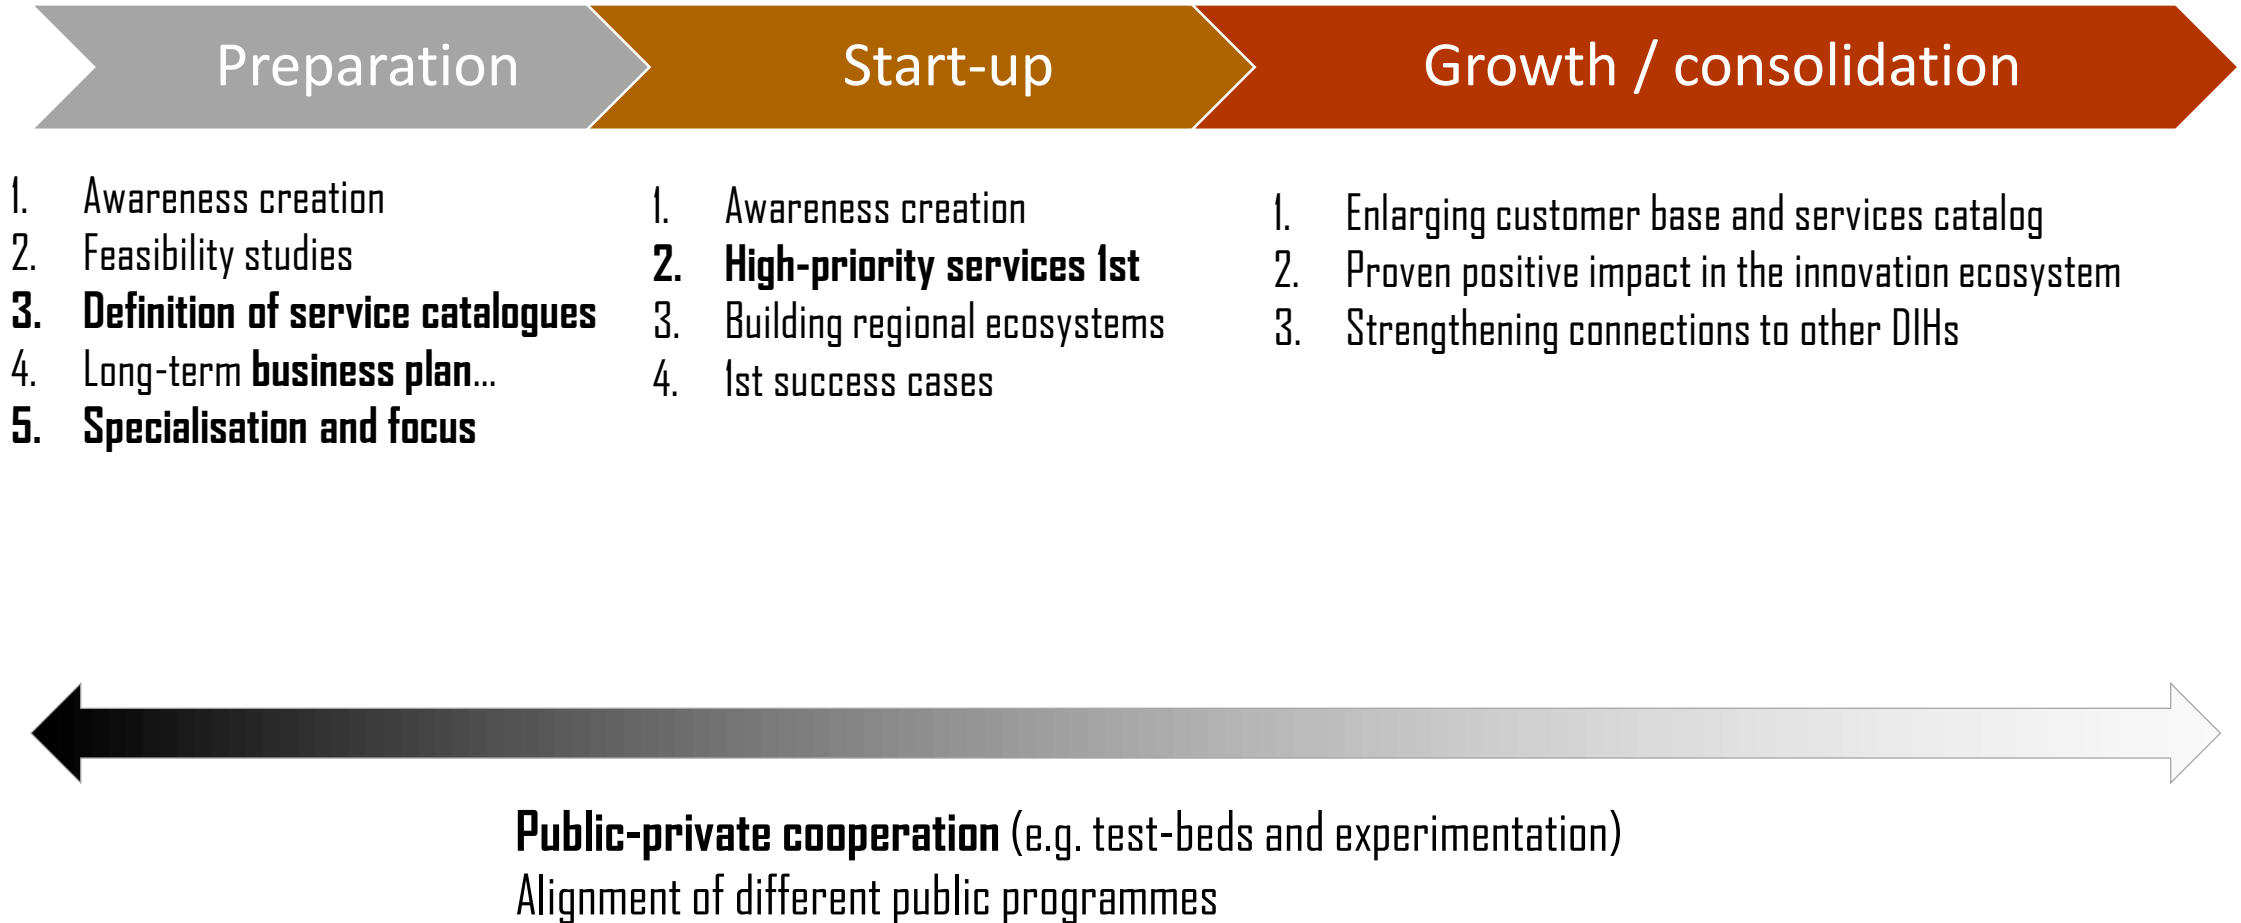 Preparation
Start-up
Growth / consolidation
1. Awareness creation
2. Feasibility studies
3. Definition of service catalogues
4. Long-term business plan...
5. Specialisation and focus
1. Awareness creation
2. High-priority services 1st
3. Building regional ecosystems
4. 1st success cases
1. Enlarging customer base and services catalog
2. Proven positive impact in the innovation ecosystem
3. Strengthening connections to other DIHs
Public-private cooperation (e.g. test-beds and experimentation)
Alignment of different public programmes